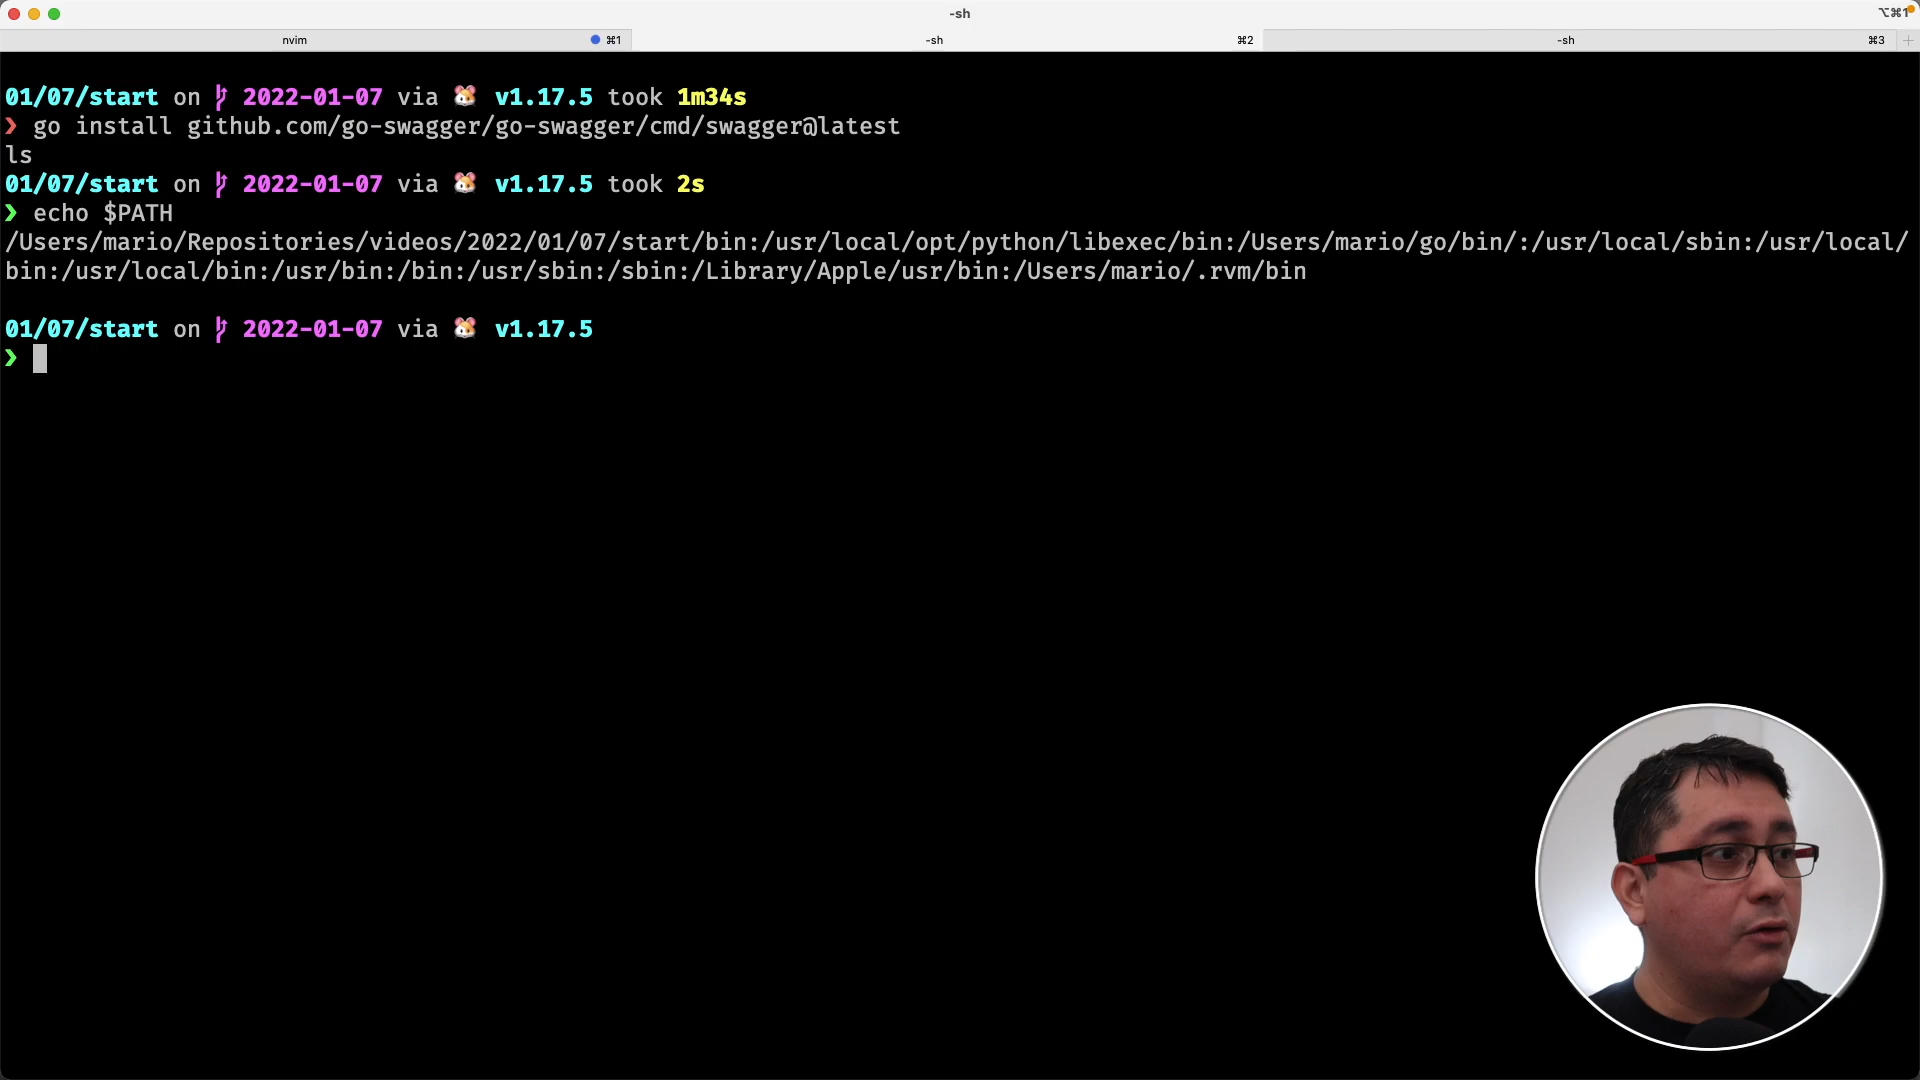 -sh
⌥⌘1
nvim
⌘1
-sh
⌘2
-sh
⌘3
01/07/start on 2022-01-07 via 🐹 v1.17.5 took 1m34s
❯ go install github.com/go-swagger/go-swagger/cmd/swagger@latest
ls
01/07/start on 2022-01-07 via 🐹 v1.17.5 took 2s
❯ echo $PATH
/Users/mario/Repositories/videos/2022/01/07/start/bin:/usr/local/opt/python/libexec/bin:/Users/mario/go/bin/:/usr/local/sbin:/usr/local/
bin:/usr/local/bin:/usr/bin:/bin:/usr/sbin:/sbin:/Library/Apple/usr/bin:/Users/mario/.rvm/bin
01/07/start on 2022-01-07 via 🐹 v1.17.5
❯